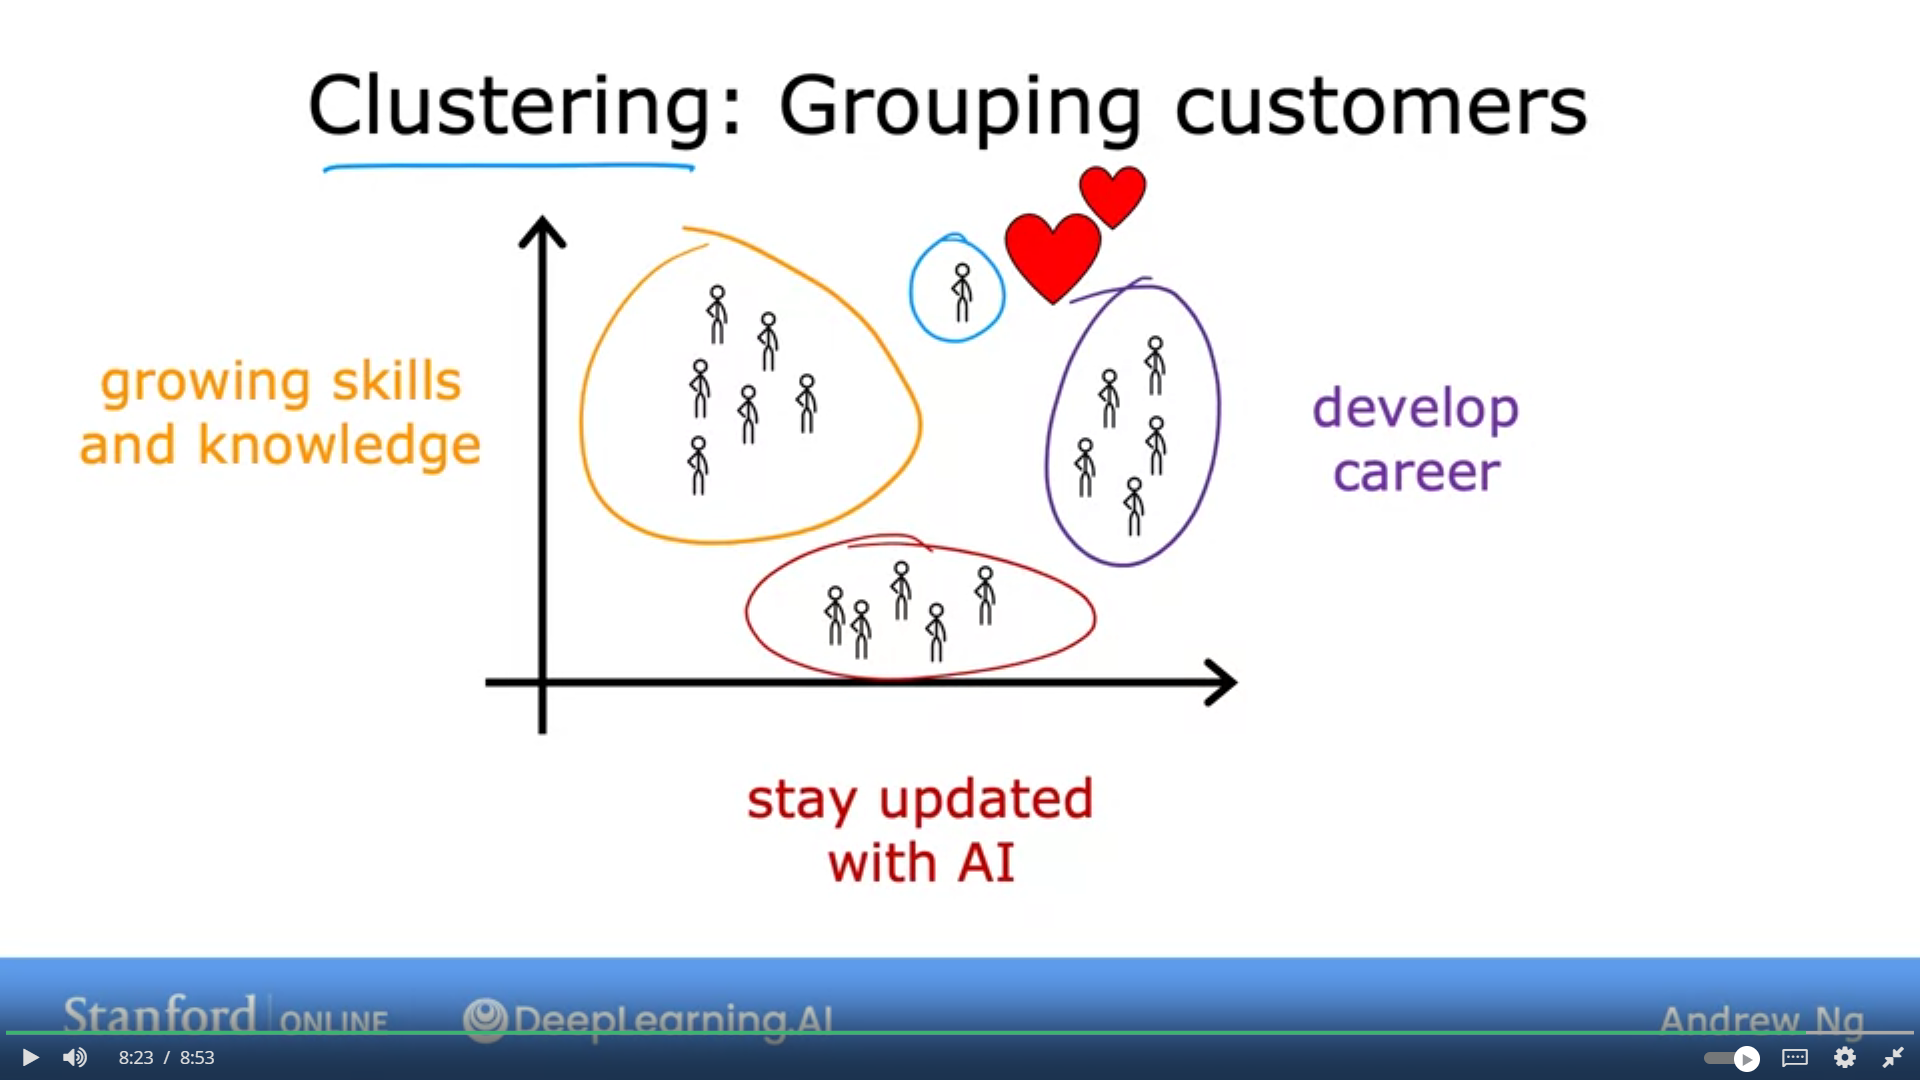 Clustering: Grouping customers
growing skills
and knowledge
develop
career
stay updated
with AI
Stanford ONLINE DeepLearning.AI Andrew Ng
8:23 / 8:53